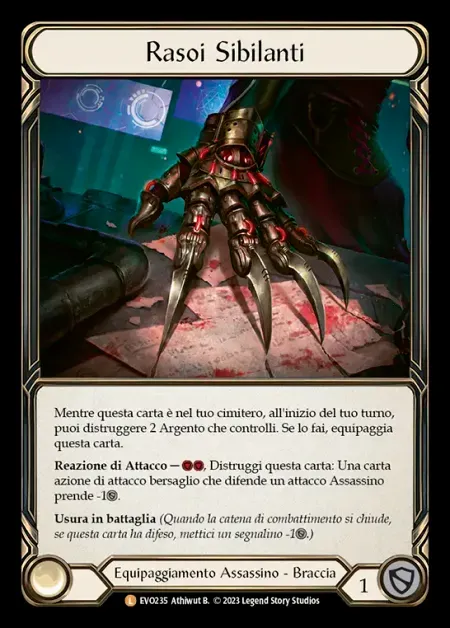 Rasoi Sibilanti
Mentre questa carta è nel tuo cimitero, all'inizio del tuo turno,
puoi distruggere 2 Argento che controlli. Se lo fai, equipaggia
questa carta.
Reazione di Attacco — , Distruggi questa carta: Una carta
azione di attacco bersaglio che difende un attacco Assassino
prende -1.
Usura in battaglia (Quando la catena di combattimento si chiude,
se questa carta ha difeso, mettici un segnalino -1.)
Equipaggiamento Assassino - Braccia
1
L EVO235 Athiwut B. © 2023 Legend Story Studios